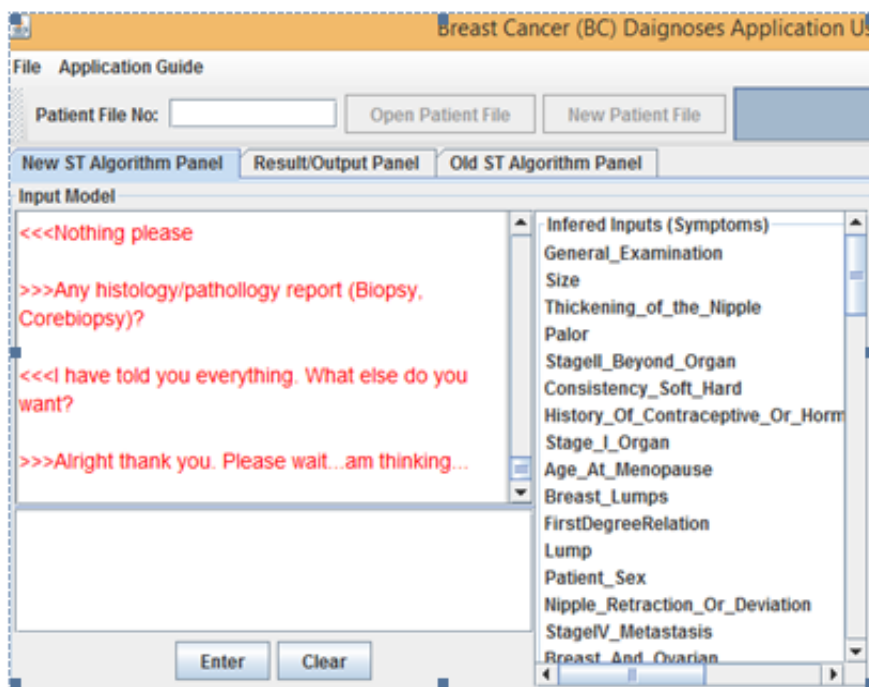 Breast Cancer (BC) Daignoses Application Us
File Application Guide
Patient File No: Open Patient File New Patient File
New ST Algorithm Panel Result/Output Panel Old ST Algorithm Panel
Input Model
<<<Nothing please
>>>Any histology/pathollogy report (Biopsy,
Corebiopsy)?
<<<I have told you everything. What else do you
want?
>>>Alright thank you. Please wait...am thinking...
Enter Clear
Infered Inputs (Symptoms)
General_Examination
Size
Thickening_of_the_Nipple
Palor
StageII_Beyond_Organ
Consistency_Soft_Hard
History_Of_Contraceptive_Or_Horm
Stage_I_Organ
Age_At_Menopause
Breast_Lumps
FirstDegreeRelation
Lump
Patient_Sex
Nipple_Retraction_Or_Deviation
StageIV_Metastasis
Breast_And_Ovarian